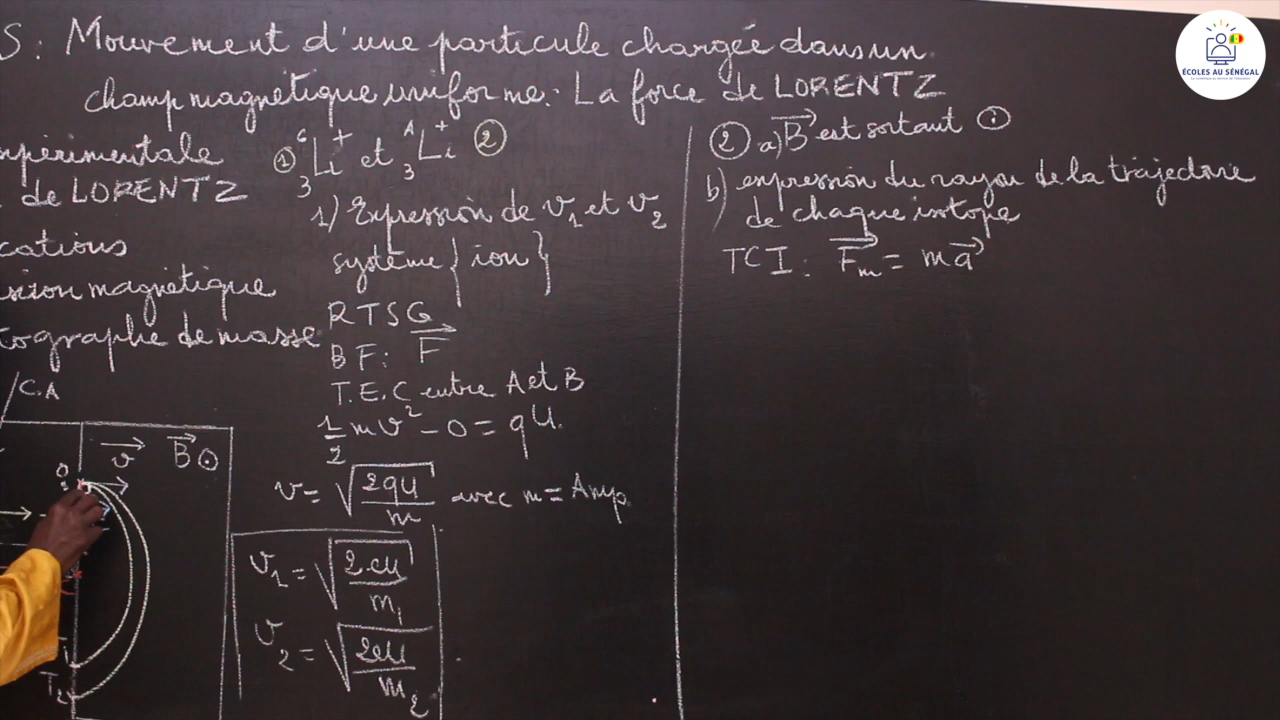 S : Mouvement d'une particule chargée dans un
champ magnétique uniforme. La force de LORENTZ
périmentale
de LORENTZ
cations
magnétique
tographe de masse
/C.A
v⃗ B⃗ ⊙
O
T₂
① ⁶₃Li⁺ et ᴬ₃Li⁺ ②
1) Expression de v₁ et v₂
système { ion }
RTSG
BF : F⃗
T.E.C entre A et B
1/2 mv² - 0 = qU.
v = √(2qU/m) avec m = Amp.
v₁ = √(2eU/m₁)
v₂ = √(2eU/m₂)
② a) B⃗ est sortant ⊙
b) expression du rayon de la trajectoire
de chaque isotope
TCI : F⃗m = ma⃗
ÉCOLES AU SÉNÉGAL